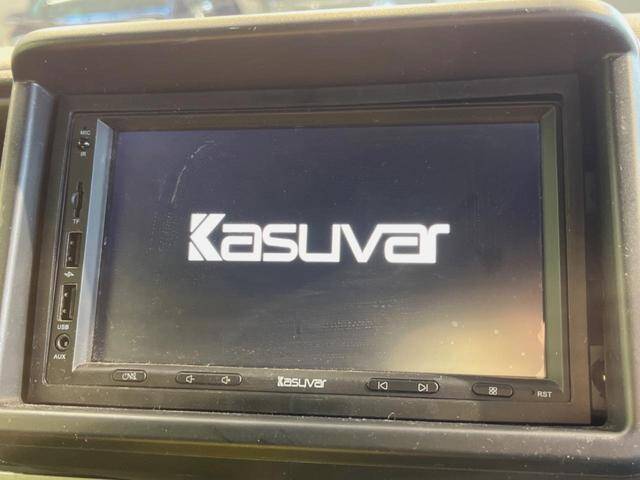 MIC
IR
TF
USB
AUX
Kasuvar
Kasuvar
RST